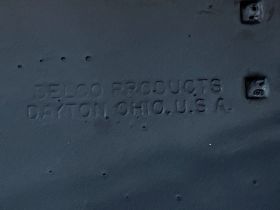 DELCO PRODUCTS
DAYTON, OHIO, U.S.A.